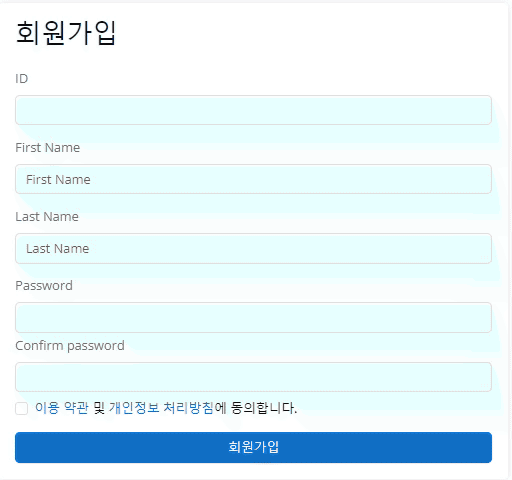 회원가입
ID
First Name
First Name
Last Name
Last Name
Password
Confirm password
이용 약관 및 개인정보 처리방침에 동의합니다.
회원가입